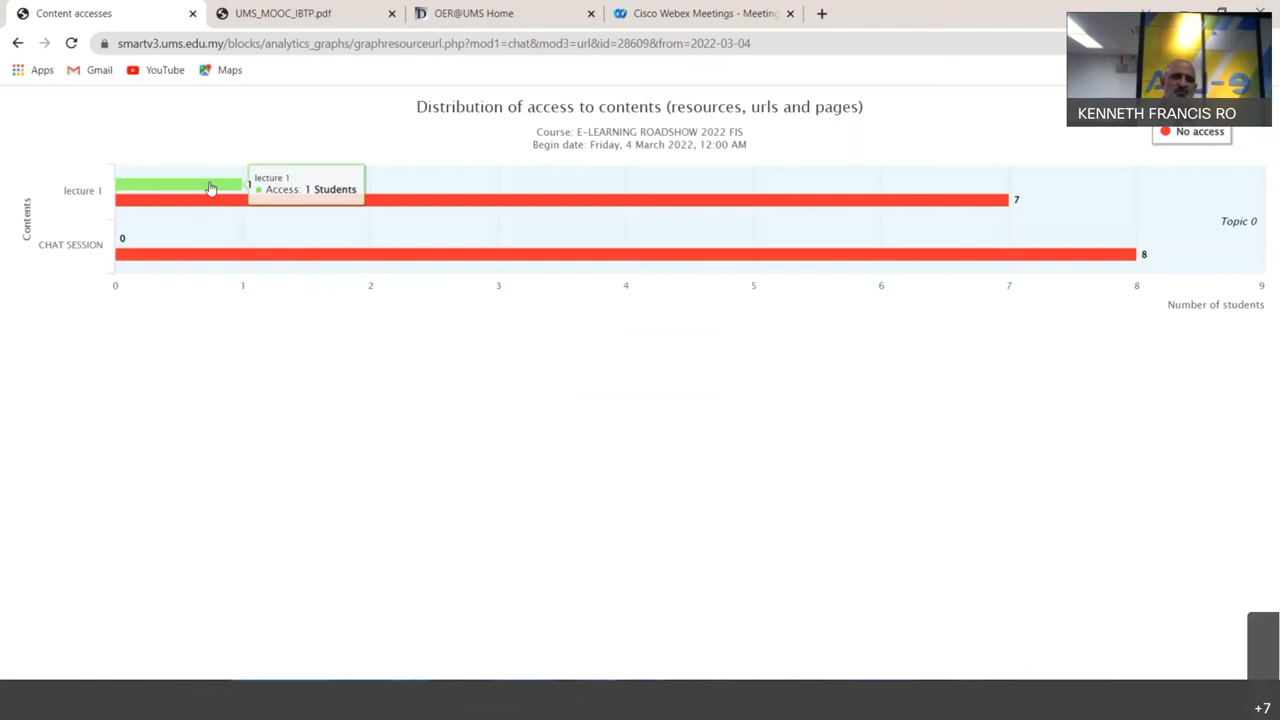 Content accesses
UMS_MOOC_IBTP.pdf
OER@UMS Home
Cisco Webex Meetings - Meeting
smartv3.ums.edu.my/blocks/analytics_graphs/graphresourceurl.php?mod1=chat&mod3=url&id=28609&from=2022-03-04
Apps
Gmail
YouTube
Maps
KENNETH FRANCIS RO
Distribution of access to contents (resources, urls and pages)
Course: E-LEARNING ROADSHOW 2022 FIS
Begin date: Friday, 4 March 2022, 12:00 AM
No access
lecture 1
1
lecture 1
Access: 1 Students
7
Contents
Topic 0
CHAT SESSION
0
8
0 1 2 3 4 5 6 7 8 9
Number of students
+7